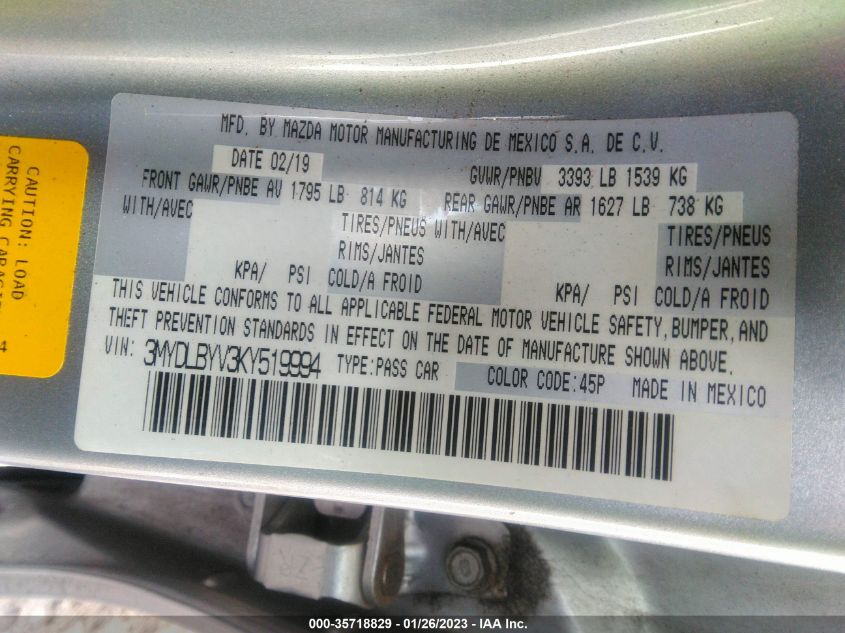 MFD. BY MAZDA MOTOR MANUFACTURING DE MEXICO S.A. DE C.V.
DATE 02/19 GVWR/PNBV 3393 LB 1539 KG
FRONT GAWR/PNBE AV 1795 LB 814 KG REAR GAWR/PNBE AR 1627 LB 738 KG
WITH/AVEC TIRES/PNEUS WITH/AVEC TIRES/PNEUS
RIMS/JANTES RIMS/JANTES
KPA/ PSI COLD/A FROID KPA/ PSI COLD/A FROID
THIS VEHICLE CONFORMS TO ALL APPLICABLE FEDERAL MOTOR VEHICLE SAFETY, BUMPER, AND
THEFT PREVENTION STANDARDS IN EFFECT ON THE DATE OF MANUFACTURE SHOWN ABOVE.
VIN: 3MYDLBYV3KY519994 TYPE:PASS CAR COLOR CODE:45P MADE IN MEXICO
CAUTION: LOAD
CARRYING
4
000-35718829 - 01/26/2023 - IAA Inc.